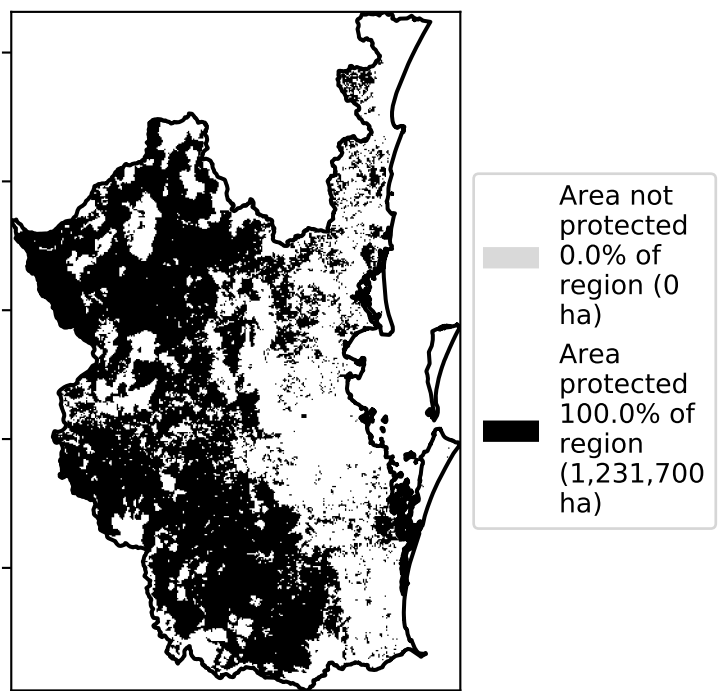 Area not
protected
0.0% of
region (0
ha)
Area
protected
100.0% of
region
(1,231,700
ha)